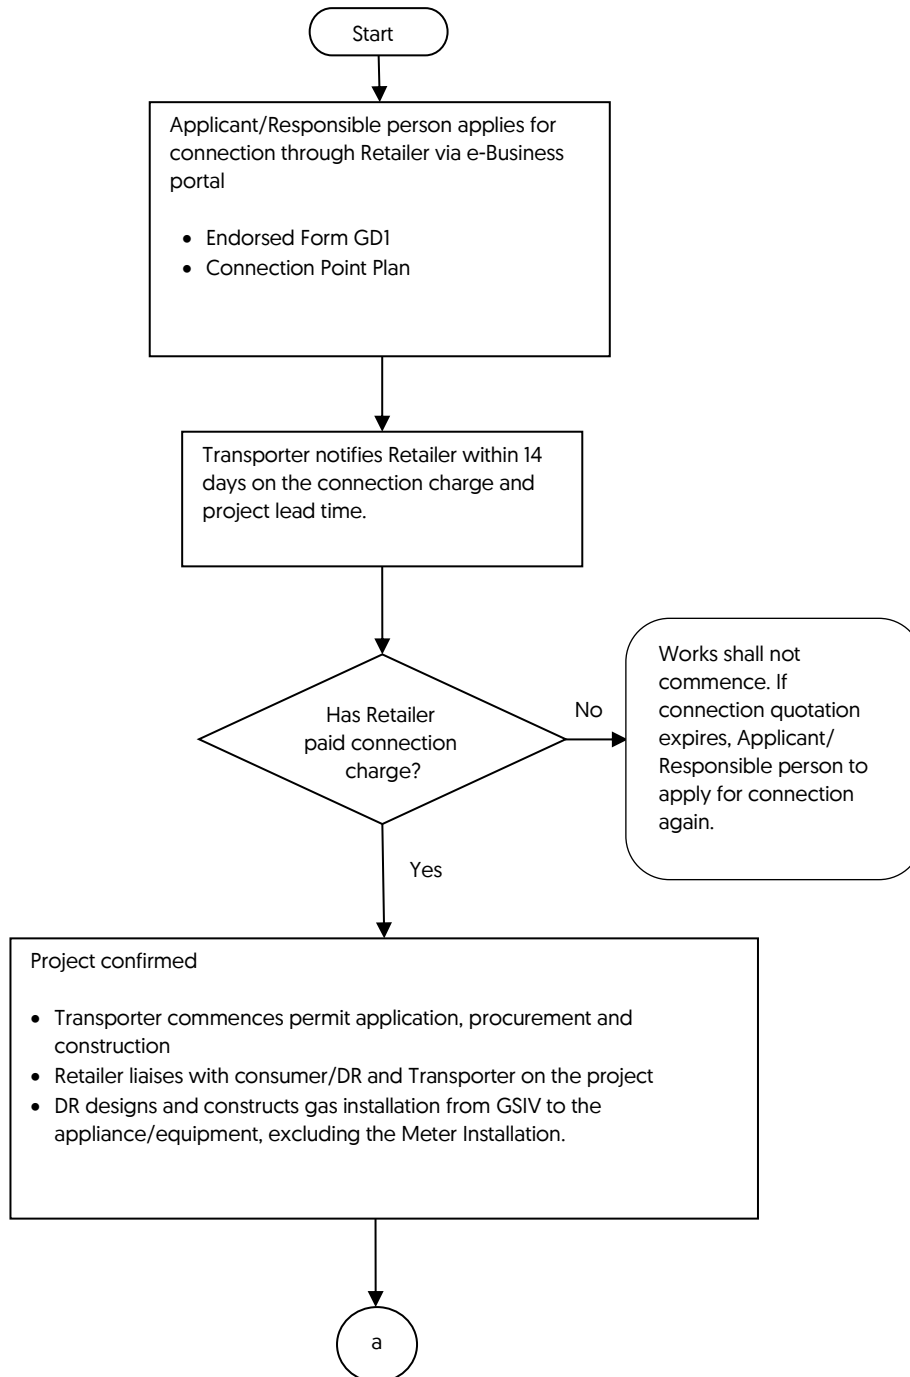 Start
Applicant/Responsible person applies for
connection through Retailer via e-Business
portal
• Endorsed Form GD1
• Connection Point Plan
Transporter notifies Retailer within 14
days on the connection charge and
project lead time.
Has Retailer
paid connection
charge?
No
Works shall not
commence. If
connection quotation
expires, Applicant/
Responsible person to
apply for connection
again.
Yes
Project confirmed
• Transporter commences permit application, procurement and
construction
• Retailer liaises with consumer/DR and Transporter on the project
• DR designs and constructs gas installation from GSIV to the
appliance/equipment, excluding the Meter Installation.
a